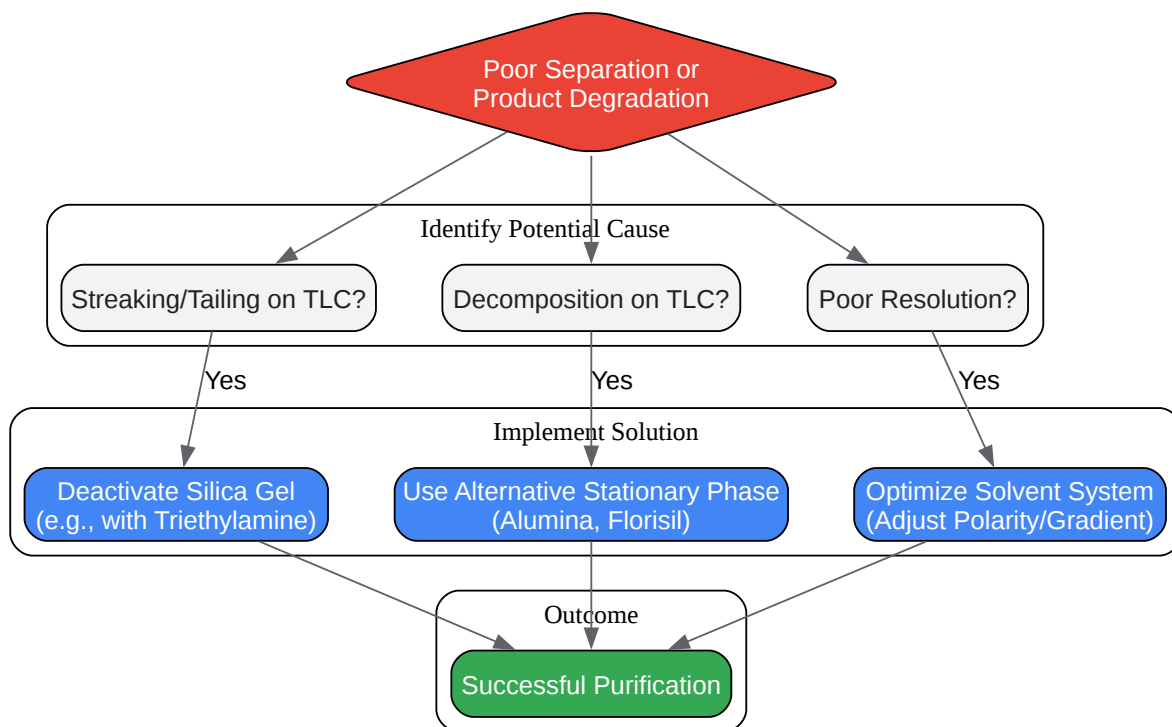 Poor Separation or
Product Degradation
Identify Potential Cause
Streaking/Tailing on TLC?
Decomposition on TLC?
Poor Resolution?
Yes
Yes
Yes
Implement Solution
Deactivate Silica Gel
(e.g., with Triethylamine)
Use Alternative Stationary Phase
(Alumina, Florisil)
Optimize Solvent System
(Adjust Polarity/Gradient)
Outcome
Successful Purification